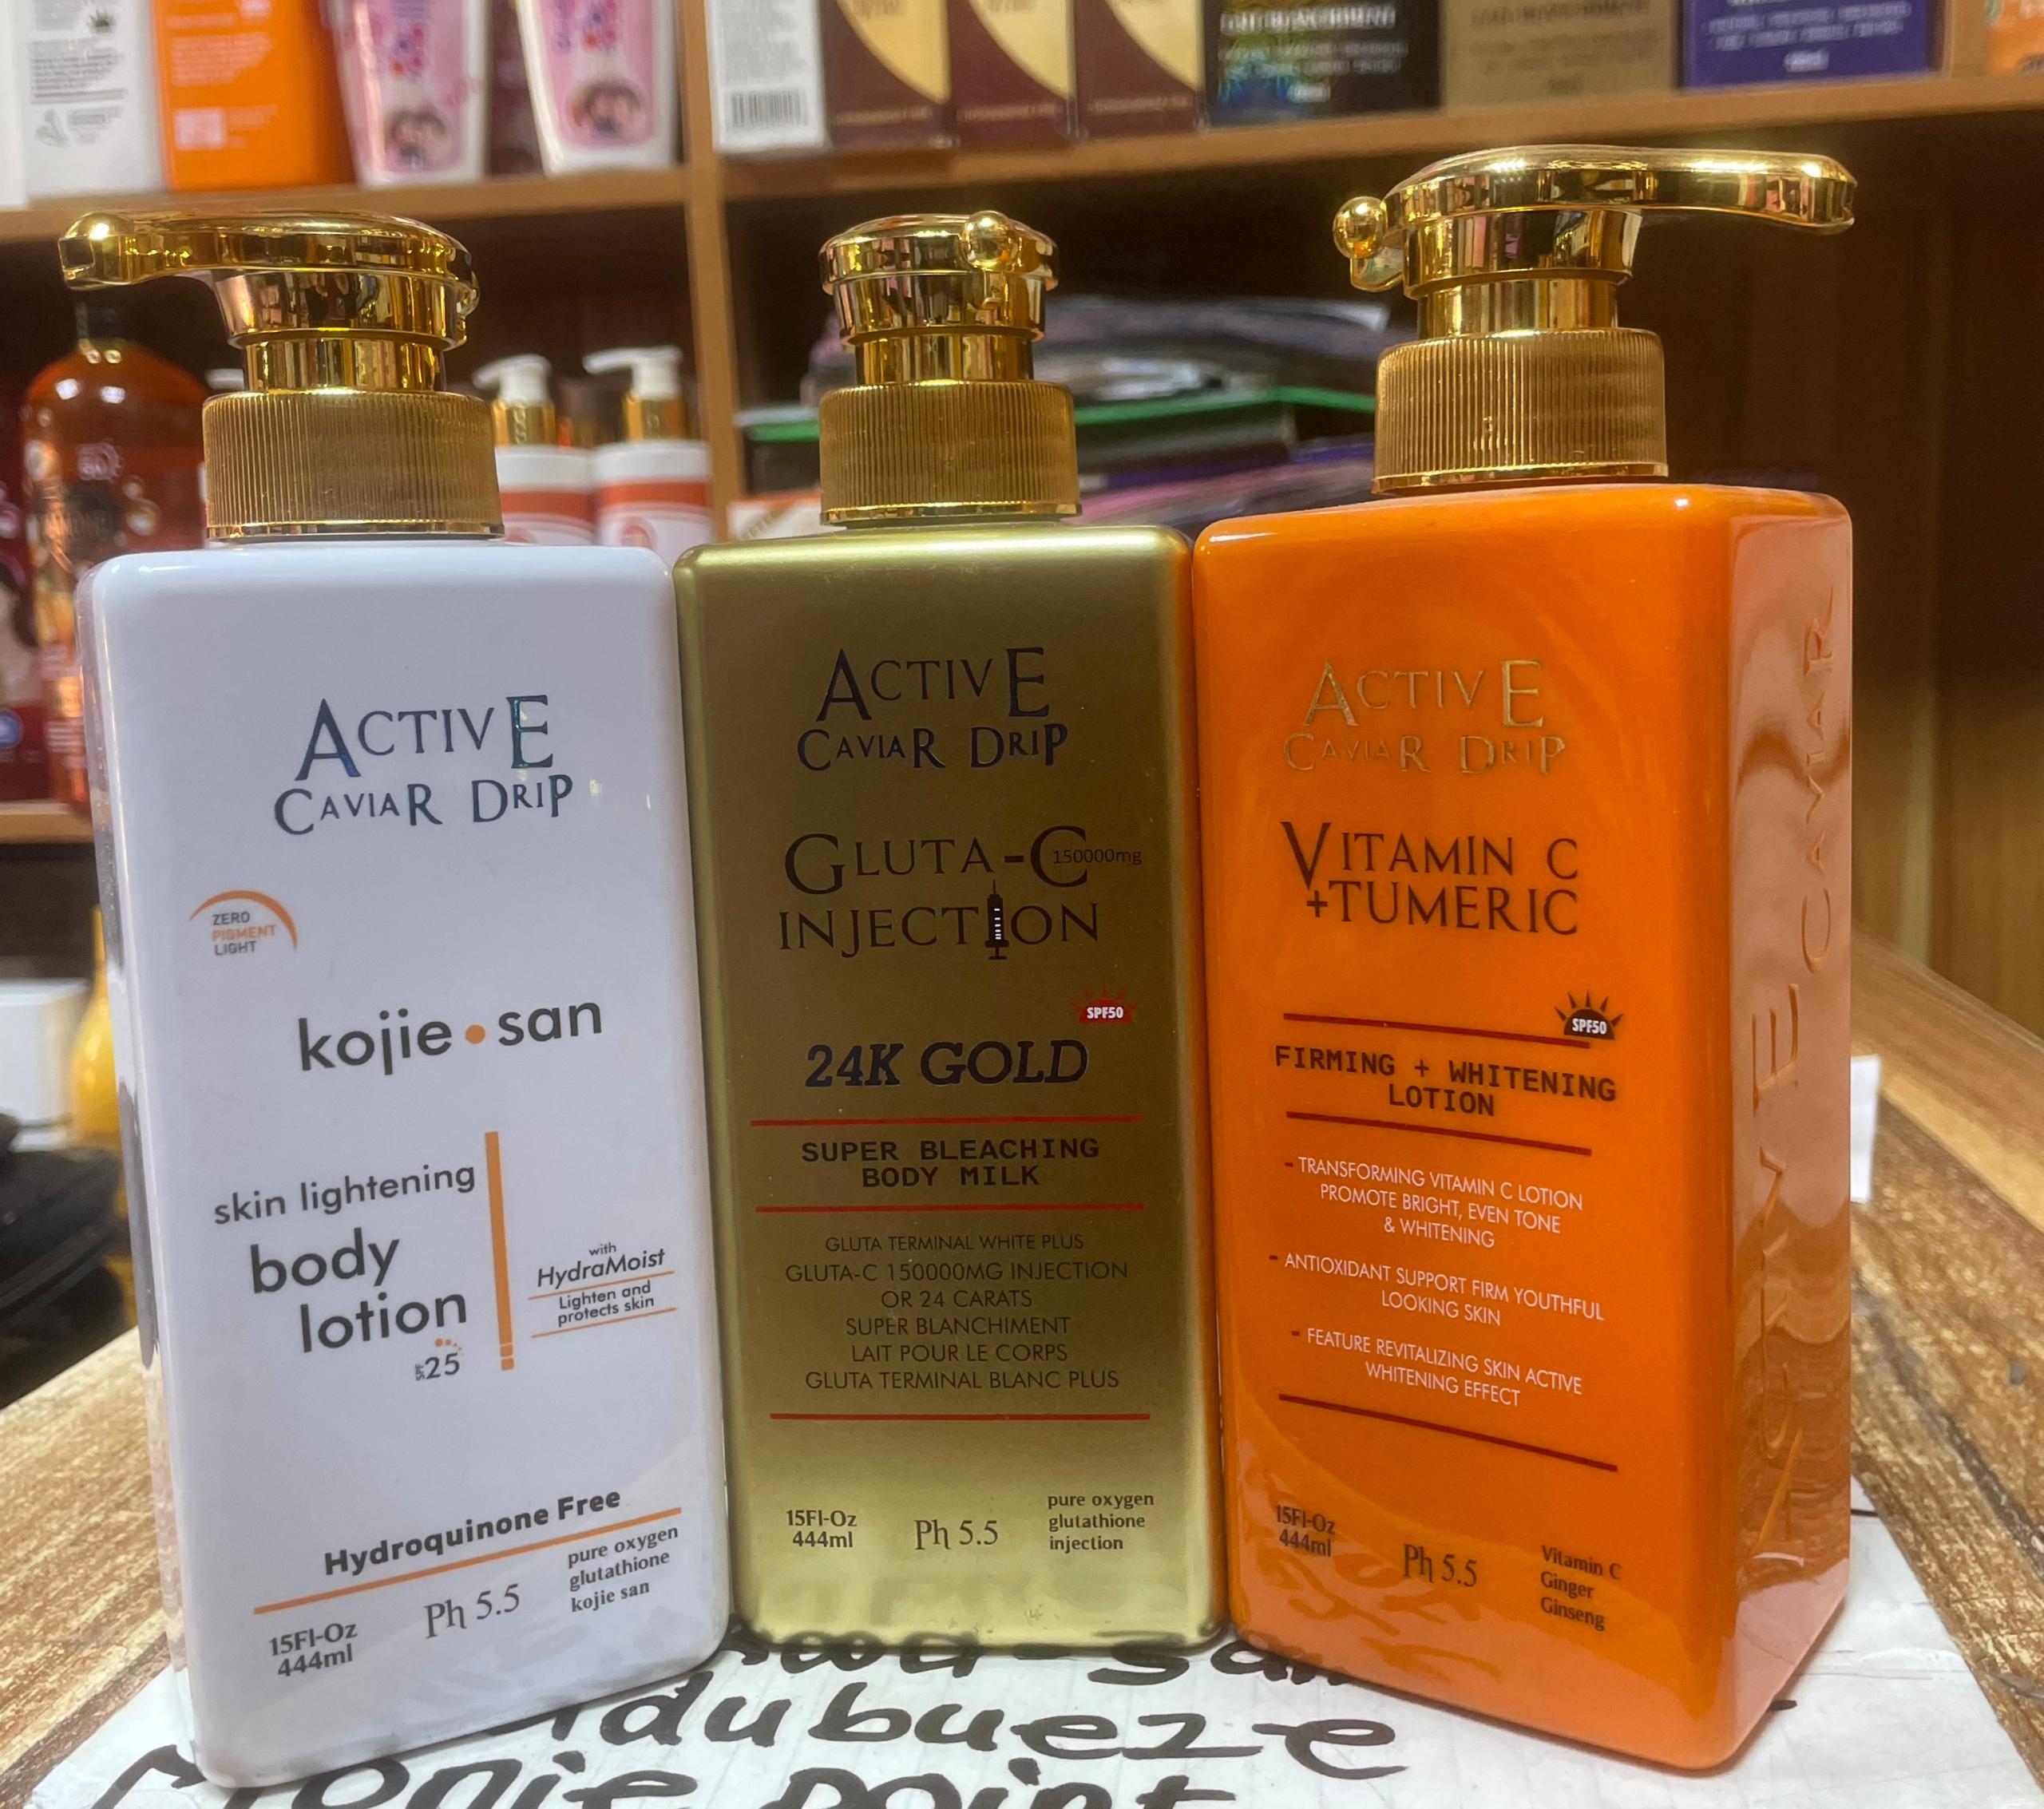 ACTIVE
CAVIAR DRIP
ZERO
PIGMENT
LIGHT
kojie san
skin lightening
body
lotion
SPF 25
with
HydraMoist
Lighten and
protects skin
Hydroquinone Free
15Fl-Oz
444ml
Ph 5.5
pure oxygen
glutathione
kojie san
ACTIVE
CAVIAR DRIP
GLUTA-C 150000mg
INJECTION
SPF50
24K GOLD
SUPER BLEACHING
BODY MILK
GLUTA TERMINAL WHITE PLUS
GLUTA-C 150000MG INJECTION
OR 24 CARATS
SUPER BLANCHIMENT
LAIT POUR LE CORPS
GLUTA TERMINAL BLANC PLUS
15Fl-Oz
444ml
Ph 5.5
pure oxygen
glutathione
injection
ACTIVE
CAVIAR DRIP
VITAMIN C
+TUMERIC
SPF50
FIRMING + WHITENING
LOTION
- TRANSFORMING VITAMIN C LOTION
PROMOTE BRIGHT, EVEN TONE
& WHITENING
- ANTIOXIDANT SUPPORT FIRM YOUTHFUL
LOOKING SKIN
- FEATURE REVITALIZING SKIN ACTIVE
WHITENING EFFECT
15Fl-Oz
444ml
Ph 5.5
Vitamin C
Ginger
Ginseng
ACTIVE CAVIAR
dubueze
point